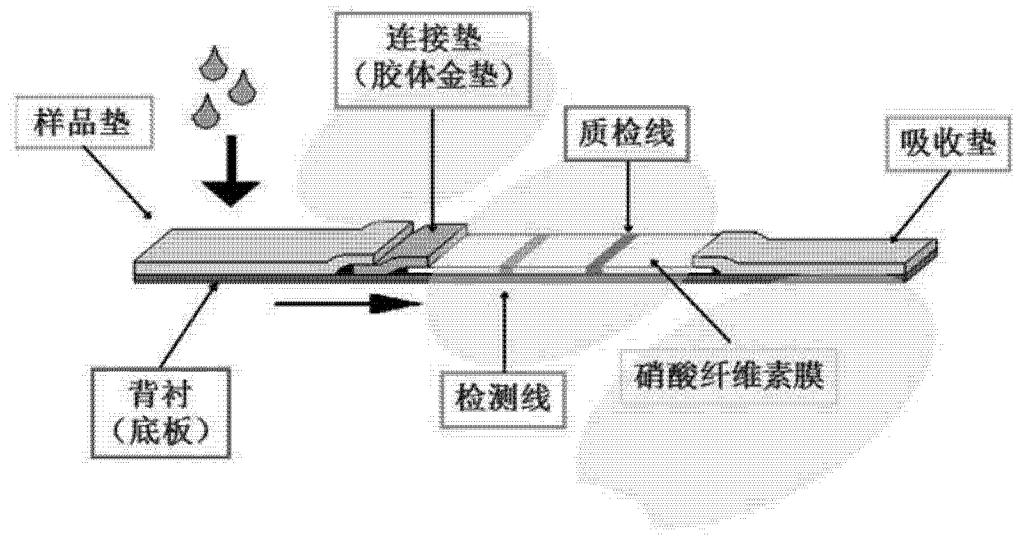 连接垫
（胶体金垫）
样品垫
质检线
吸收垫
背衬
（底板）
检测线
硝酸纤维素膜